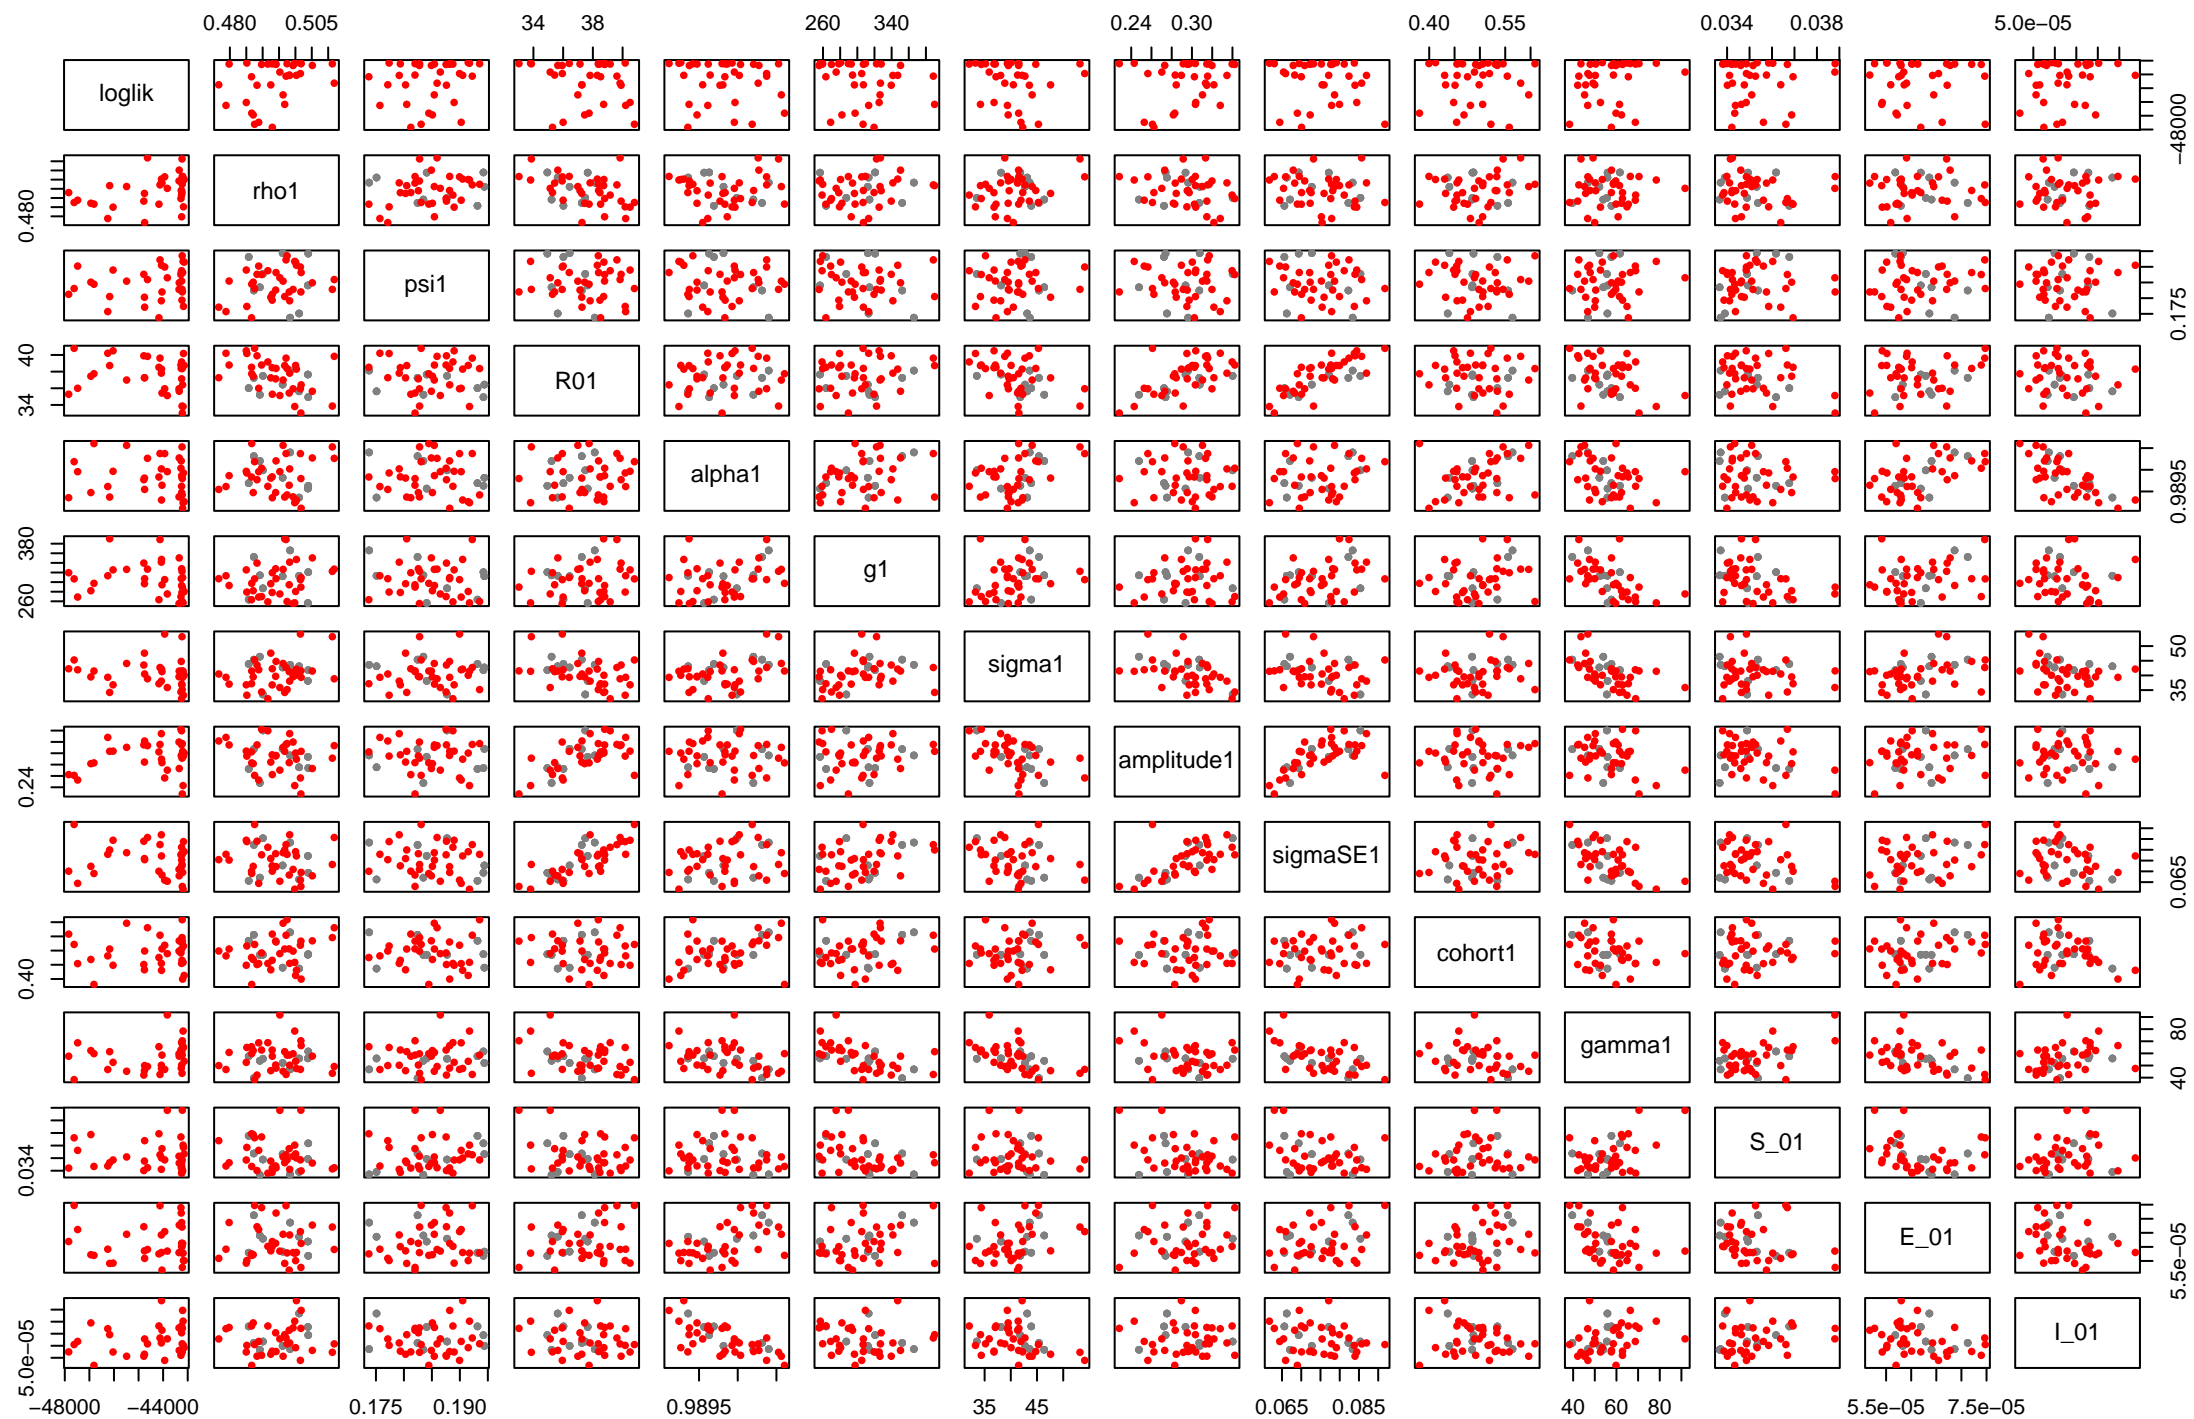 0.480 0.505 34 38 260 340 0.24 0.30 0.40 0.55 0.034 0.038 5.0e-05
loglik
−48000
rho1
0.480
psi1
0.175
R01
34 40
alpha1
0.9895
g1
260 380
sigma1
35 50
amplitude1
0.24
sigmaSE1
0.065
cohort1
0.40
gamma1
40 80
S_01
0.034
E_01
5.5e−05
I_01
5.0e−05
−48000 −44000 0.175 0.190 0.9895 35 45 0.065 0.085 40 60 80 5.5e−05 7.5e−05